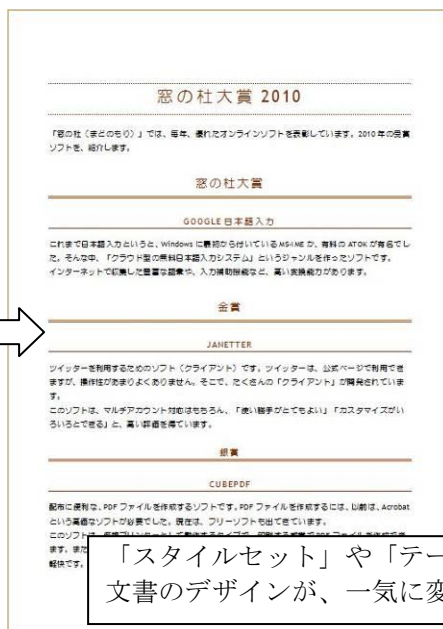 窓の杜大賞 2010
「窓の杜（まどのもり）」では、毎年、優れたオンラインソフトを表彰しています。2010年の受賞
ソフトを、紹介します。
窓の杜大賞
GOOGLE 日本語入力
これまで日本語入力というと、Windows に最初から付いている MS-IME か、有料の ATOK が有名でし
た。そんな中、「クラウド型の無料日本語入力システム」というジャンルを作ったソフトです。
インターネットで収集した豊富な語彙や、入力補助機能など、高い変換能力があります。
金賞
JANETTER
ツイッターを利用するためのソフト（クライアント）です。ツイッターは、公式ページで利用でき
ますが、操作性があまりよくありません。そこで、たくさんの「クライアント」が開発されていま
す。
このソフトは、マルチアカウント対応はもちろん、「使い勝手がとてもよい」「カスタマイズがい
ろいろとできる」と、高い評価を得ています。
銀賞
CUBEPDF
配布に便利な、PDF ファイルを作成するソフトです。PDF ファイルを作成するには、以前は、Acrobat
という高価なソフトが必要でした。現在は、フリーソフトも出てきています。
このソフト
ます。また
軽快です。
「スタイルセット」や「テー
文書のデザインが、一気に変